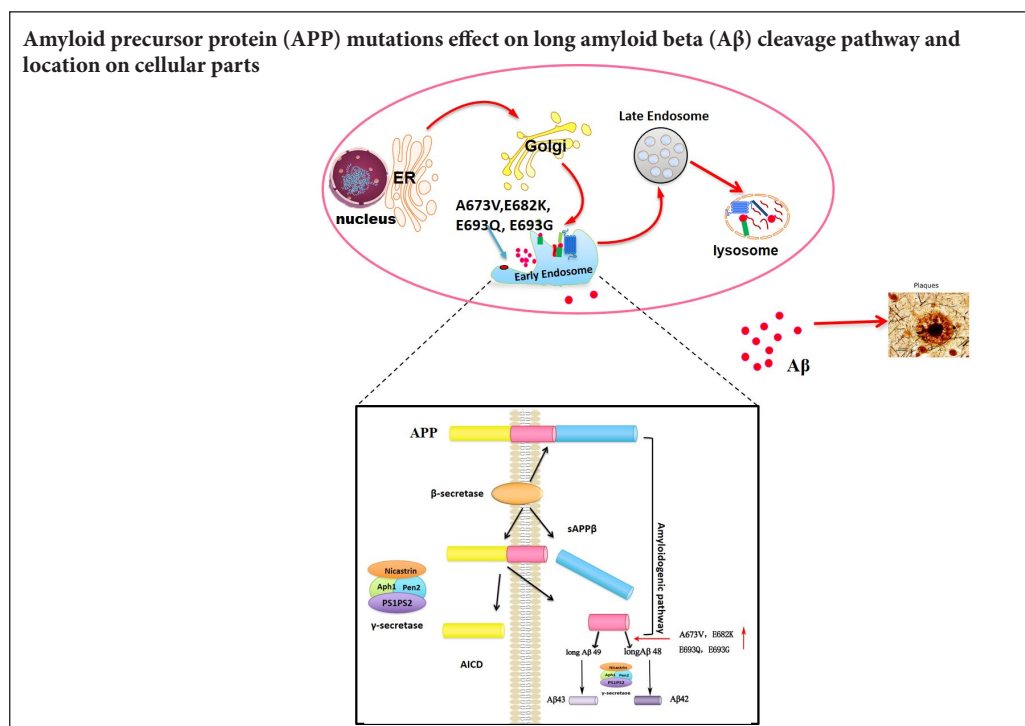 Amyloid precursor protein (APP) mutations effect on long amyloid beta (Aβ) cleavage pathway and
location on cellular parts
Late Endosome
Golgi
ER
nucleus
A673V,E682K,
E693Q, E693G
lysosome
Early Endosome
Plaques
Aβ
APP
β-secretase
sAPPβ
Amyloidogenic pathway
Nicastrin
Aph1 Pen2
PS1PS2
γ-secretase
AICD
A673V, E682K
E693Q, E693G
long Aβ 49
longAβ 48
Nicastrin
Aph1 Pen2
PS1PS2
γ-secretase
Aβ43
Aβ42